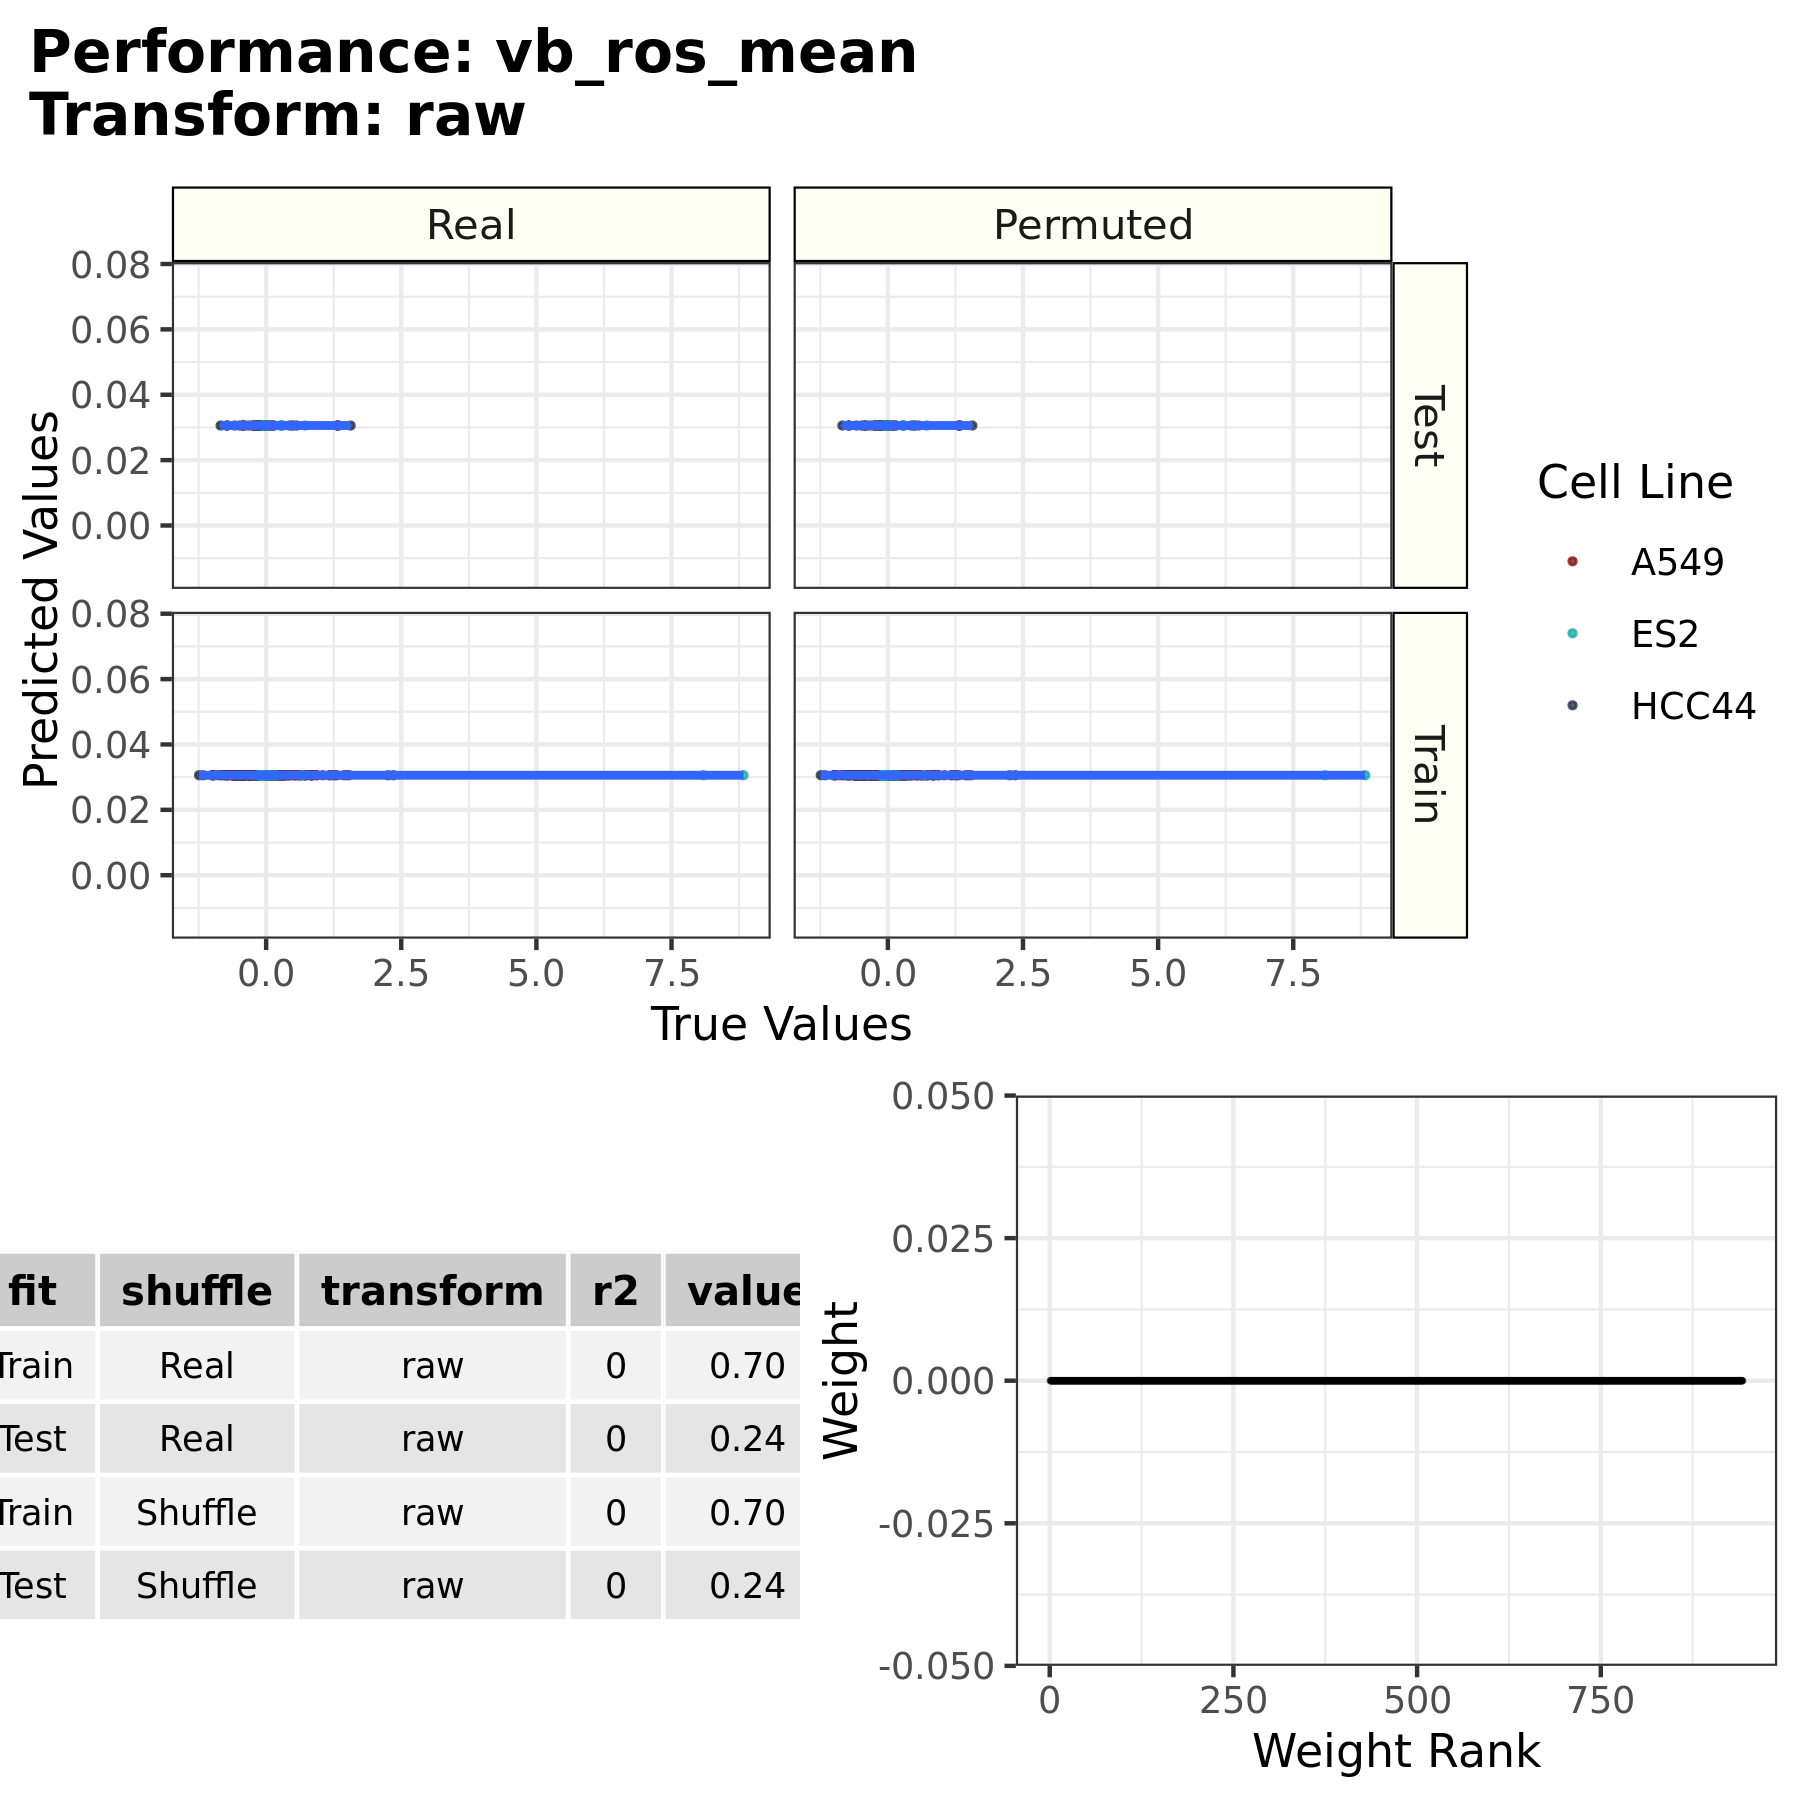 Performance: vb_ros_mean
Transform: raw
Real
Permuted
0.08
0.06
0.04
0.02
0.00
Test
0.08
0.06
0.04
0.02
0.00
Train
Predicted Values
0.0 2.5 5.0 7.5
0.0 2.5 5.0 7.5
True Values
Cell Line
A549
ES2
HCC44
fit shuffle transform r2 value
Train Real raw 0 0.70
Test Real raw 0 0.24
Train Shuffle raw 0 0.70
Test Shuffle raw 0 0.24
Weight
0.050
0.025
0.000
-0.025
-0.050
0 250 500 750
Weight Rank